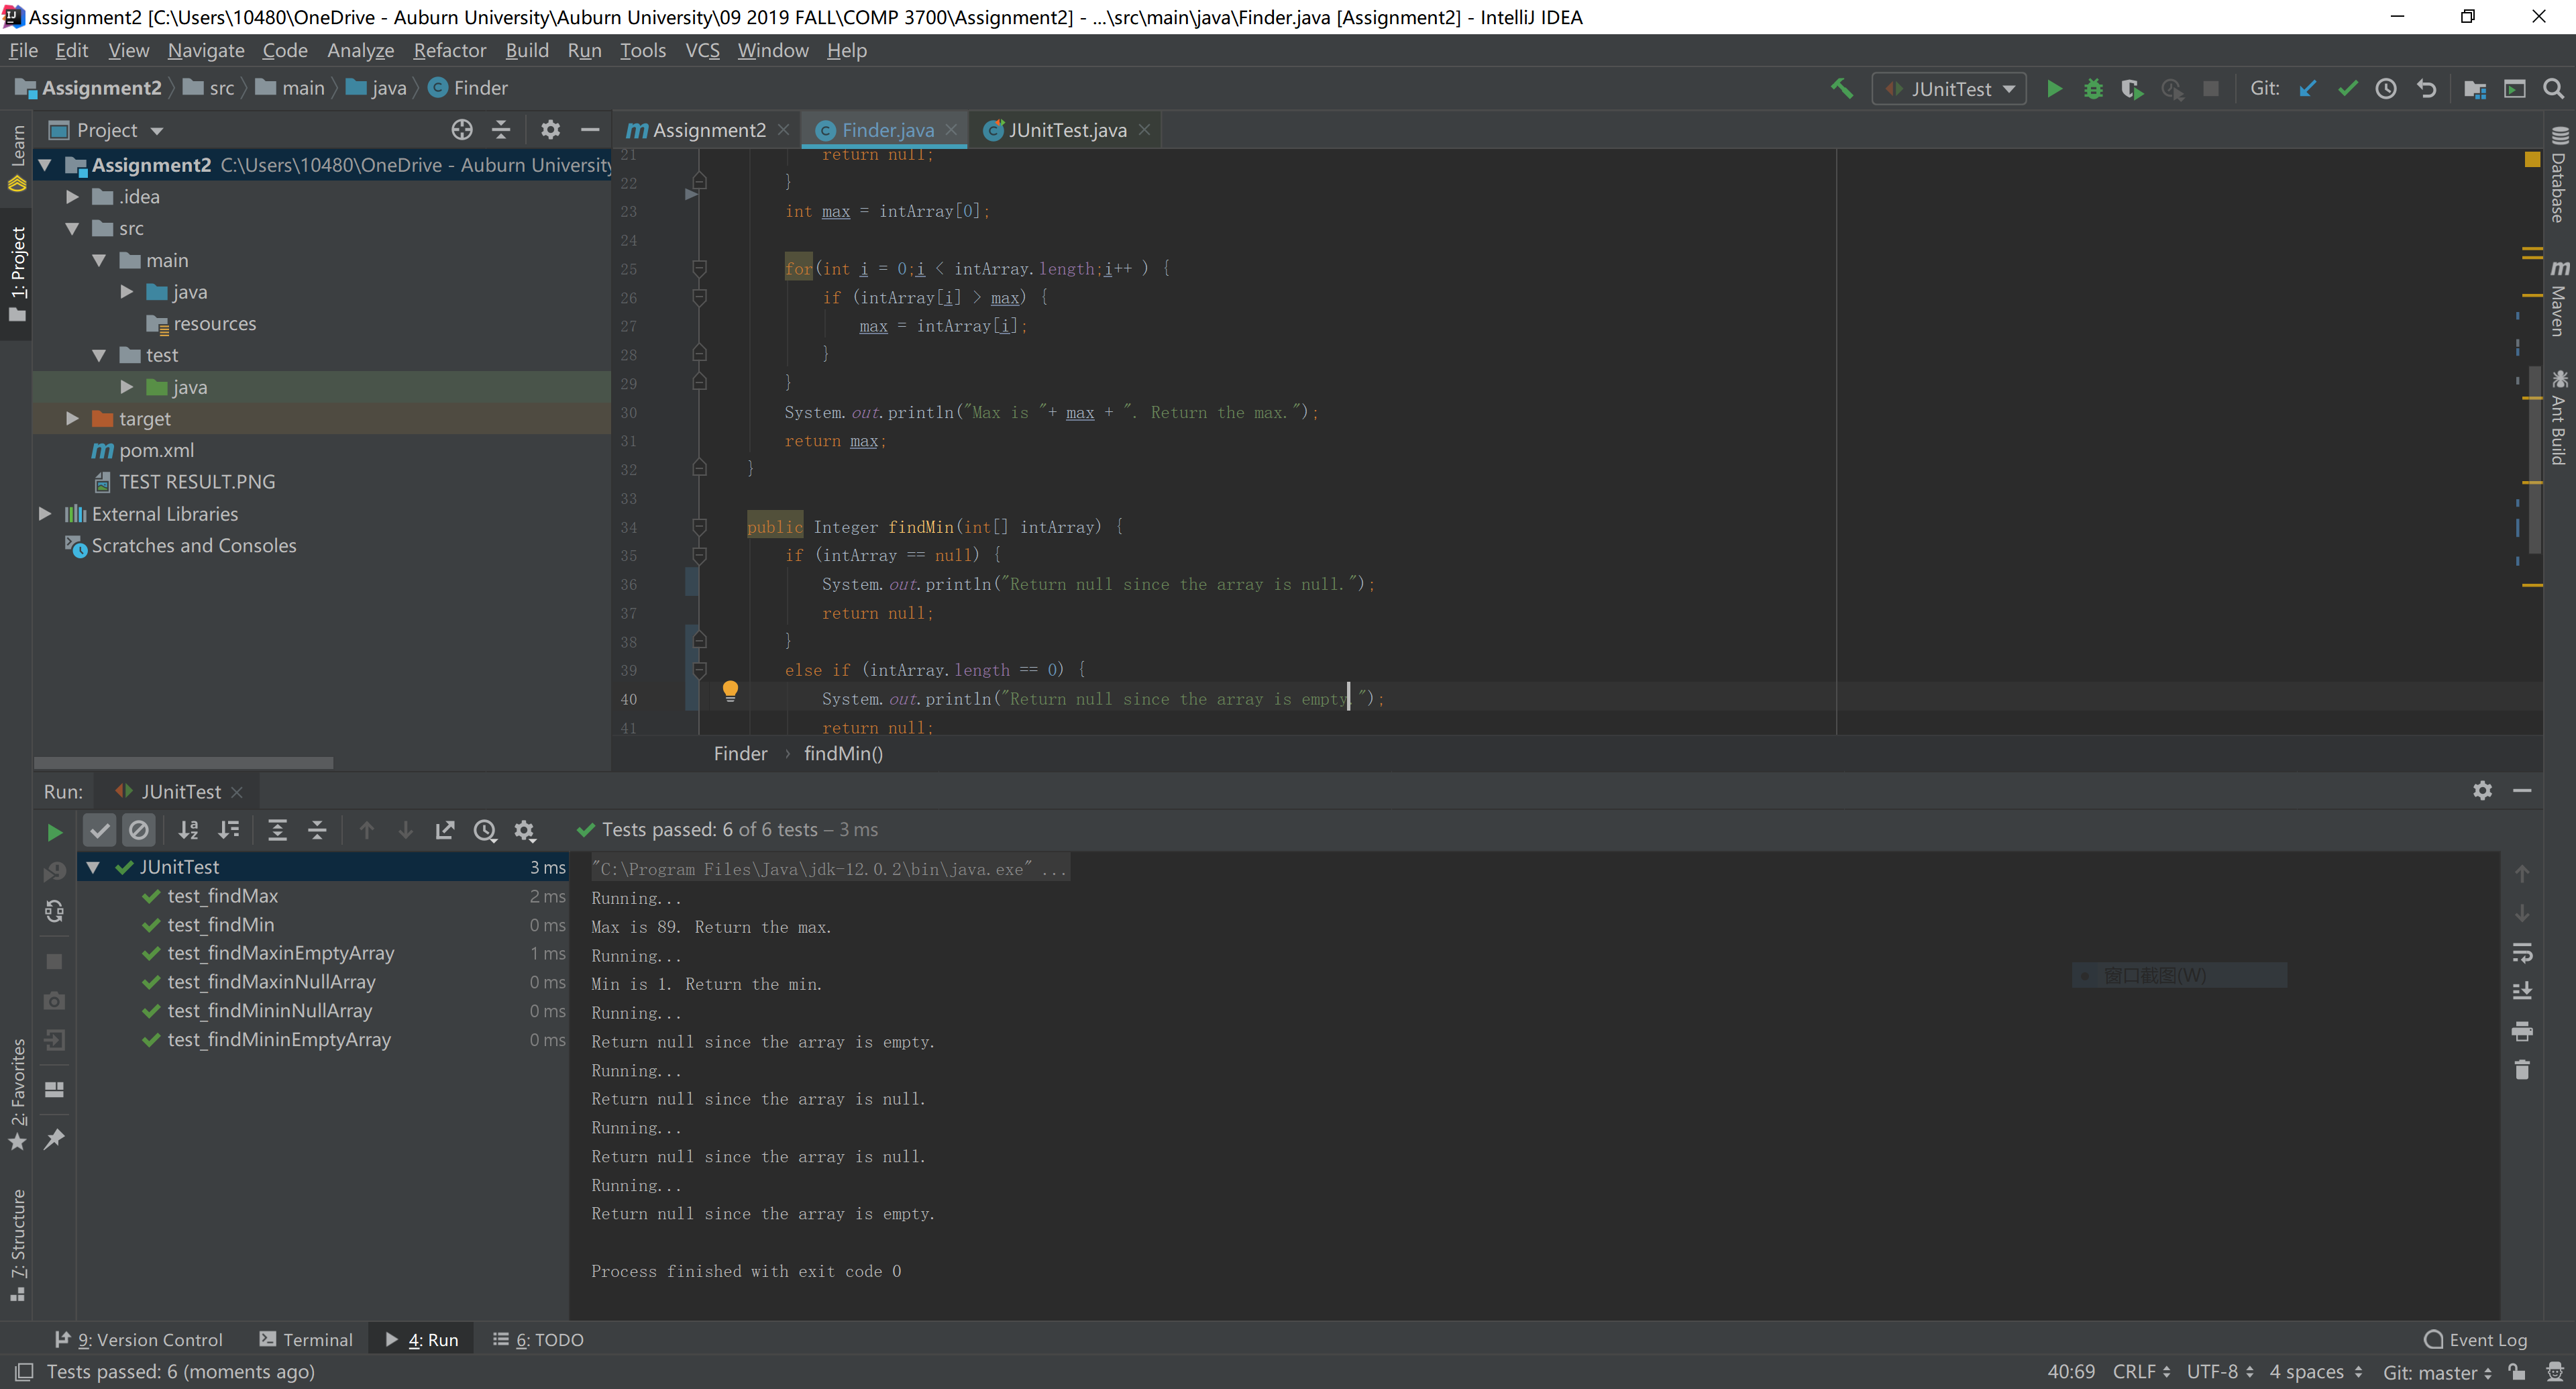 Assignment2 [C:\Users\10480\OneDrive - Auburn University\Auburn University\09 2019 FALL\COMP 3700\Assignment2] - ...\src\main\java\Finder.java [Assignment2] - IntelliJ IDEA
File Edit View Navigate Code Analyze Refactor Build Run Tools VCS Window Help
Assignment2 src main java Finder
JUnitTest Git:
Project
Assignment2 Finder.java JUnitTest.java
Learn
1: Project
2: Favorites
7: Structure
Assignment2 C:\Users\10480\OneDrive - Auburn University
.idea
src
main
java
resources
test
java
target
pom.xml
TEST RESULT.PNG
External Libraries
Scratches and Consoles
21 return null;
22 }
23 int max = intArray[0];
24
25 for(int i = 0;i < intArray.length;i++ ) {
26 if (intArray[i] > max) {
27 max = intArray[i];
28 }
29 }
30 System.out.println("Max is "+ max + ". Return the max.");
31 return max;
32 }
33
34 public Integer findMin(int[] intArray) {
35 if (intArray == null) {
36 System.out.println("Return null since the array is null.");
37 return null;
38 }
39 else if (intArray.length == 0) {
40 System.out.println("Return null since the array is empty.");
41 return null;
Finder › findMin()
Database
Maven
Ant Build
Run: JUnitTest
Tests passed: 6 of 6 tests – 3 ms
JUnitTest 3 ms
test_findMax 2 ms
test_findMin 0 ms
test_findMaxinEmptyArray 1 ms
test_findMaxinNullArray 0 ms
test_findMininNullArray 0 ms
test_findMininEmptyArray 0 ms
"C:\Program Files\Java\jdk-12.0.2\bin\java.exe" ...
Running...
Max is 89. Return the max.
Running...
Min is 1. Return the min.
Running...
Return null since the array is empty.
Running...
Return null since the array is null.
Running...
Return null since the array is null.
Running...
Return null since the array is empty.
Process finished with exit code 0
窗口截图(W)
9: Version Control Terminal 4: Run 6: TODO Event Log
Tests passed: 6 (moments ago) 40:69 CRLF UTF-8 4 spaces Git: master